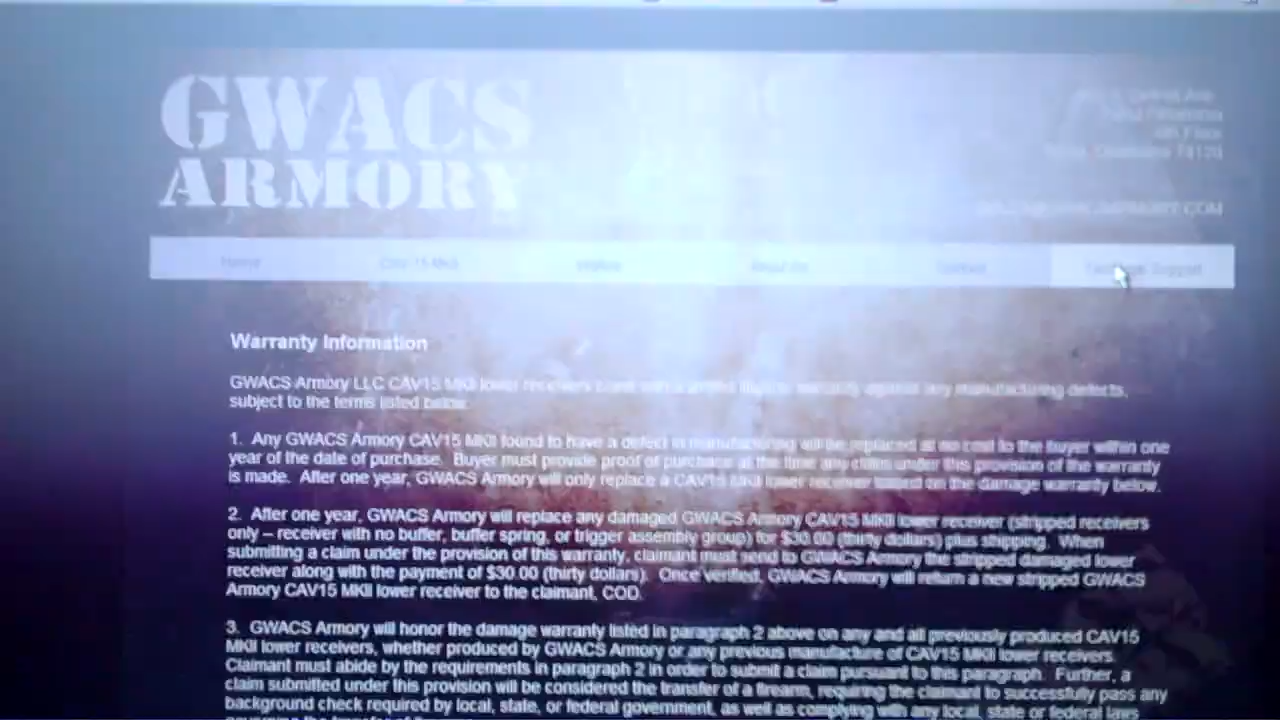 GWACS
ARMORY
Home
Contact
Support
Warranty Information
GWACS Armory LLC CAV15 MKII lower receivers against any manufacturing defects,
subject to the terms listed below.
1. Any GWACS Armory CAV15 MKII found to have a defect in manufacturing will be replaced at no cost to the buyer within one
year of the date of purchase. Buyer must provide proof of purchase at the time any claim under this provision of the warranty
is made. After one year, GWACS Armory will only replace a CAV15 MKII lower receiver based on the damage warranty below.
2. After one year, GWACS Armory will replace any damaged GWACS Armory CAV15 MKII lower receiver (stripped receivers
only – receiver with no buffer, buffer spring, or trigger assembly group) for $30.00 (thirty dollars) plus shipping. When
submitting a claim under the provision of this warranty, claimant must send to GWACS Armory the stripped damaged lower
receiver along with the payment of $30.00 (thirty dollars). Once verified, GWACS Armory will return a new stripped GWACS
Armory CAV15 MKII lower receiver to the claimant, COD.
3. GWACS Armory will honor the damage warranty listed in paragraph 2 above on any and all previously produced CAV15
MKII lower receivers, whether produced by GWACS Armory or any previous manufacture of CAV15 MKII lower receivers.
Claimant must abide by the requirements in paragraph 2 in order to submit a claim pursuant to this paragraph. Further, a
claim submitted under this provision will be considered the transfer of a firearm, requiring the claimant to successfully pass any
background check required by local, state, or federal government, as well as complying with any local, state or federal laws